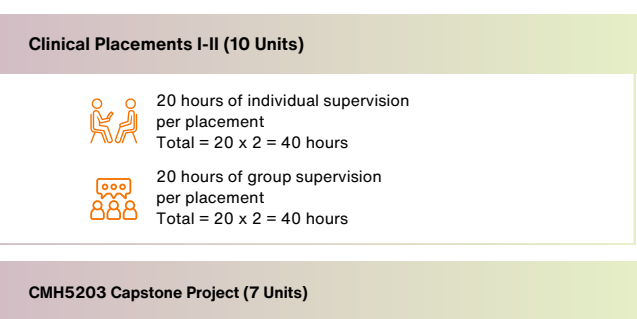 Clinical Placements I-II (10 Units)
20 hours of individual supervision
per placement
Total = 20 x 2 = 40 hours
20 hours of group supervision
per placement
Total = 20 x 2 = 40 hours
CMH5203 Capstone Project (7 Units)